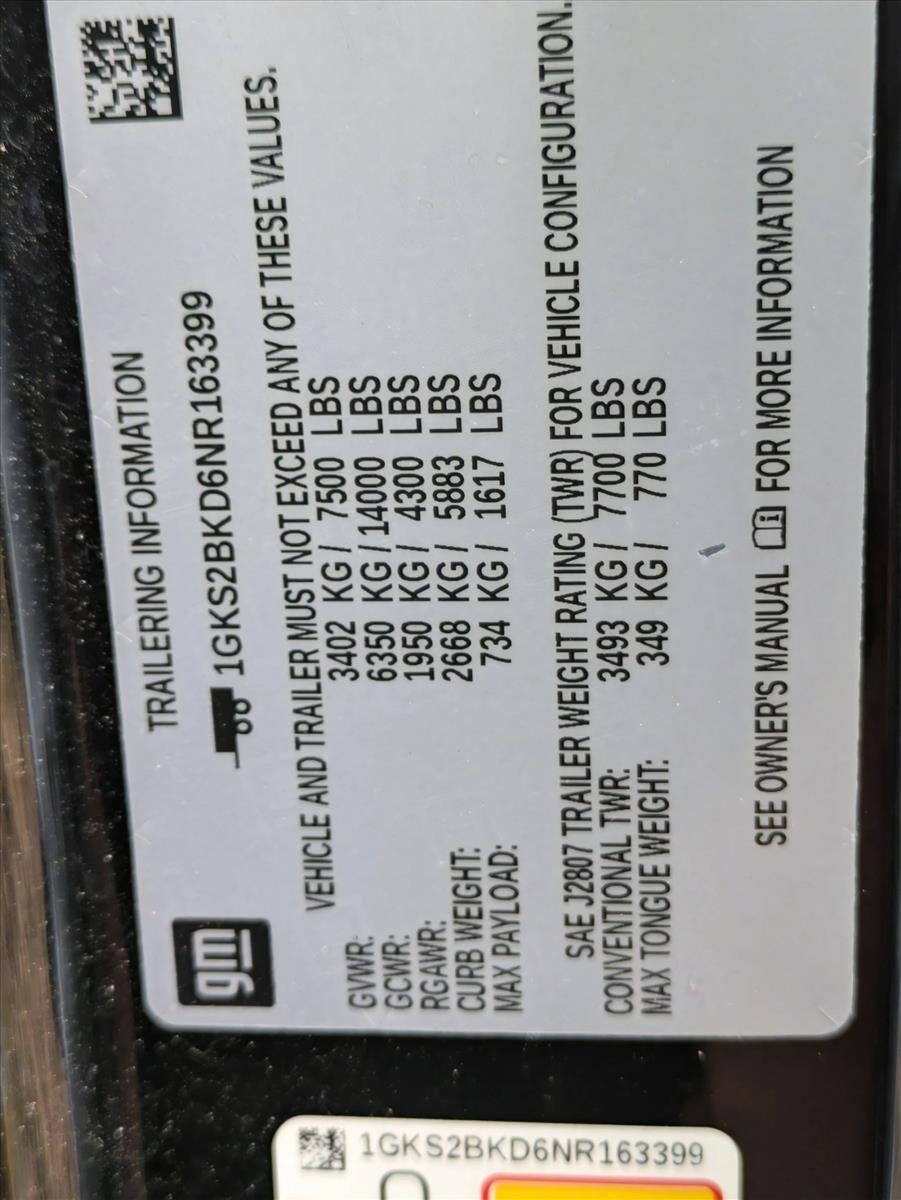 gm
TRAILERING INFORMATION
1GKS2BKD6NR163399
VEHICLE AND TRAILER MUST NOT EXCEED ANY OF THESE VALUES.
GVWR: 3402 KG / 7500 LBS
GCWR: 6350 KG / 14000 LBS
RGAWR: 1950 KG / 4300 LBS
CURB WEIGHT: 2668 KG / 5883 LBS
MAX PAYLOAD: 734 KG / 1617 LBS
SAE J2807 TRAILER WEIGHT RATING (TWR) FOR VEHICLE CONFIGURATION.
CONVENTIONAL TWR: 3493 KG / 7700 LBS
MAX TONGUE WEIGHT: 349 KG / 770 LBS
SEE OWNER'S MANUAL FOR MORE INFORMATION
1GKS2BKD6NR163399